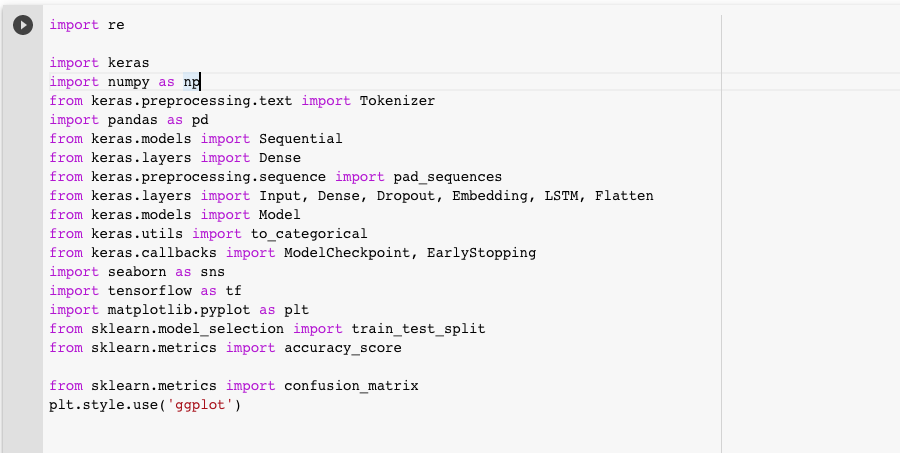 import re
import keras
import numpy as np
from keras.preprocessing.text import Tokenizer
import pandas as pd
from keras.models import Sequential
from keras.layers import Dense
from keras.preprocessing.sequence import pad_sequences
from keras.layers import Input, Dense, Dropout, Embedding, LSTM, Flatten
from keras.models import Model
from keras.utils import to_categorical
from keras.callbacks import ModelCheckpoint, EarlyStopping
import seaborn as sns
import tensorflow as tf
import matplotlib.pyplot as plt
from sklearn.model_selection import train_test_split
from sklearn.metrics import accuracy_score
from sklearn.metrics import confusion_matrix
plt.style.use('ggplot')